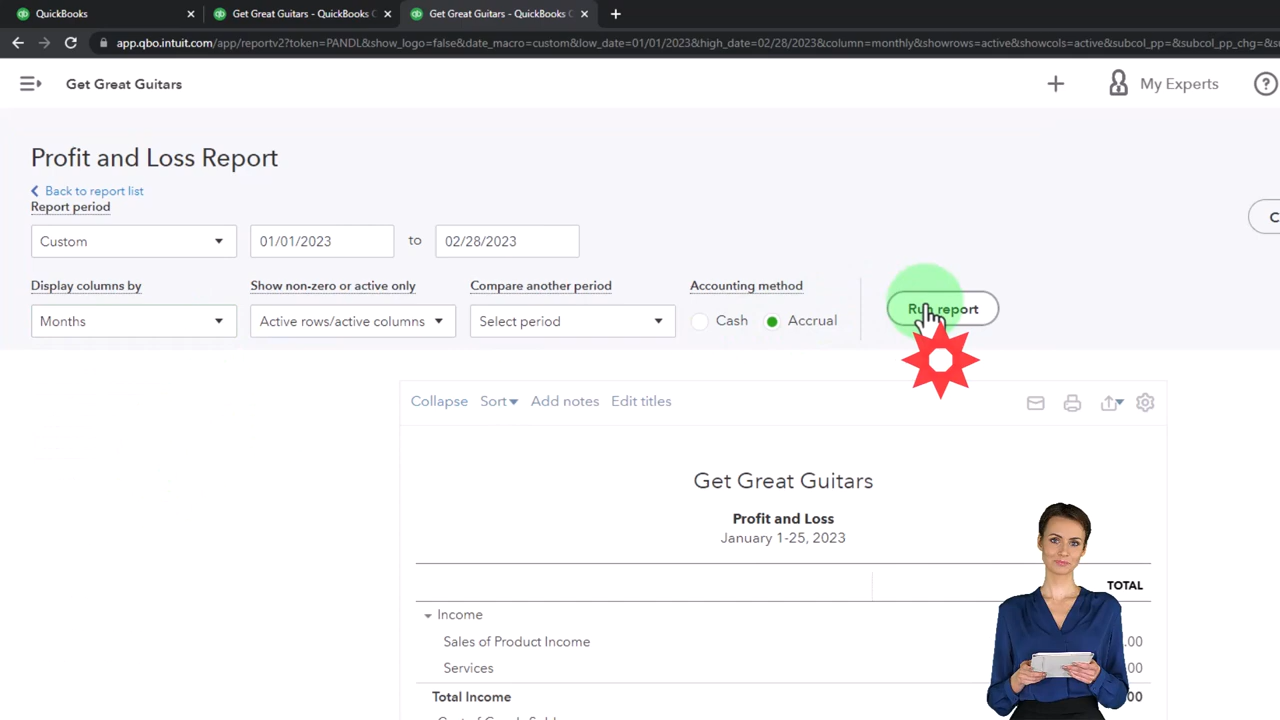 QuickBooks
Get Great Guitars - QuickBooks
Get Great Guitars - QuickBooks
app.qbo.intuit.com/app/reportv2?token=PANDL&show_logo=false&date_macro=custom&low_date=01/01/2023&high_date=02/28/2023&column=monthly&showrows=active&showcols=active&subcol_pp=&subcol_pp_chg=&su
Get Great Guitars
My Experts
Profit and Loss Report
Back to report list
Report period
Custom
01/01/2023
to
02/28/2023
Display columns by
Show non-zero or active only
Compare another period
Accounting method
Months
Active rows/active columns
Select period
Cash
Accrual
Run report
Collapse
Sort
Add notes
Edit titles
Get Great Guitars
Profit and Loss
January 1-25, 2023
TOTAL
Income
Sales of Product Income
.00
Services
00
Total Income
00